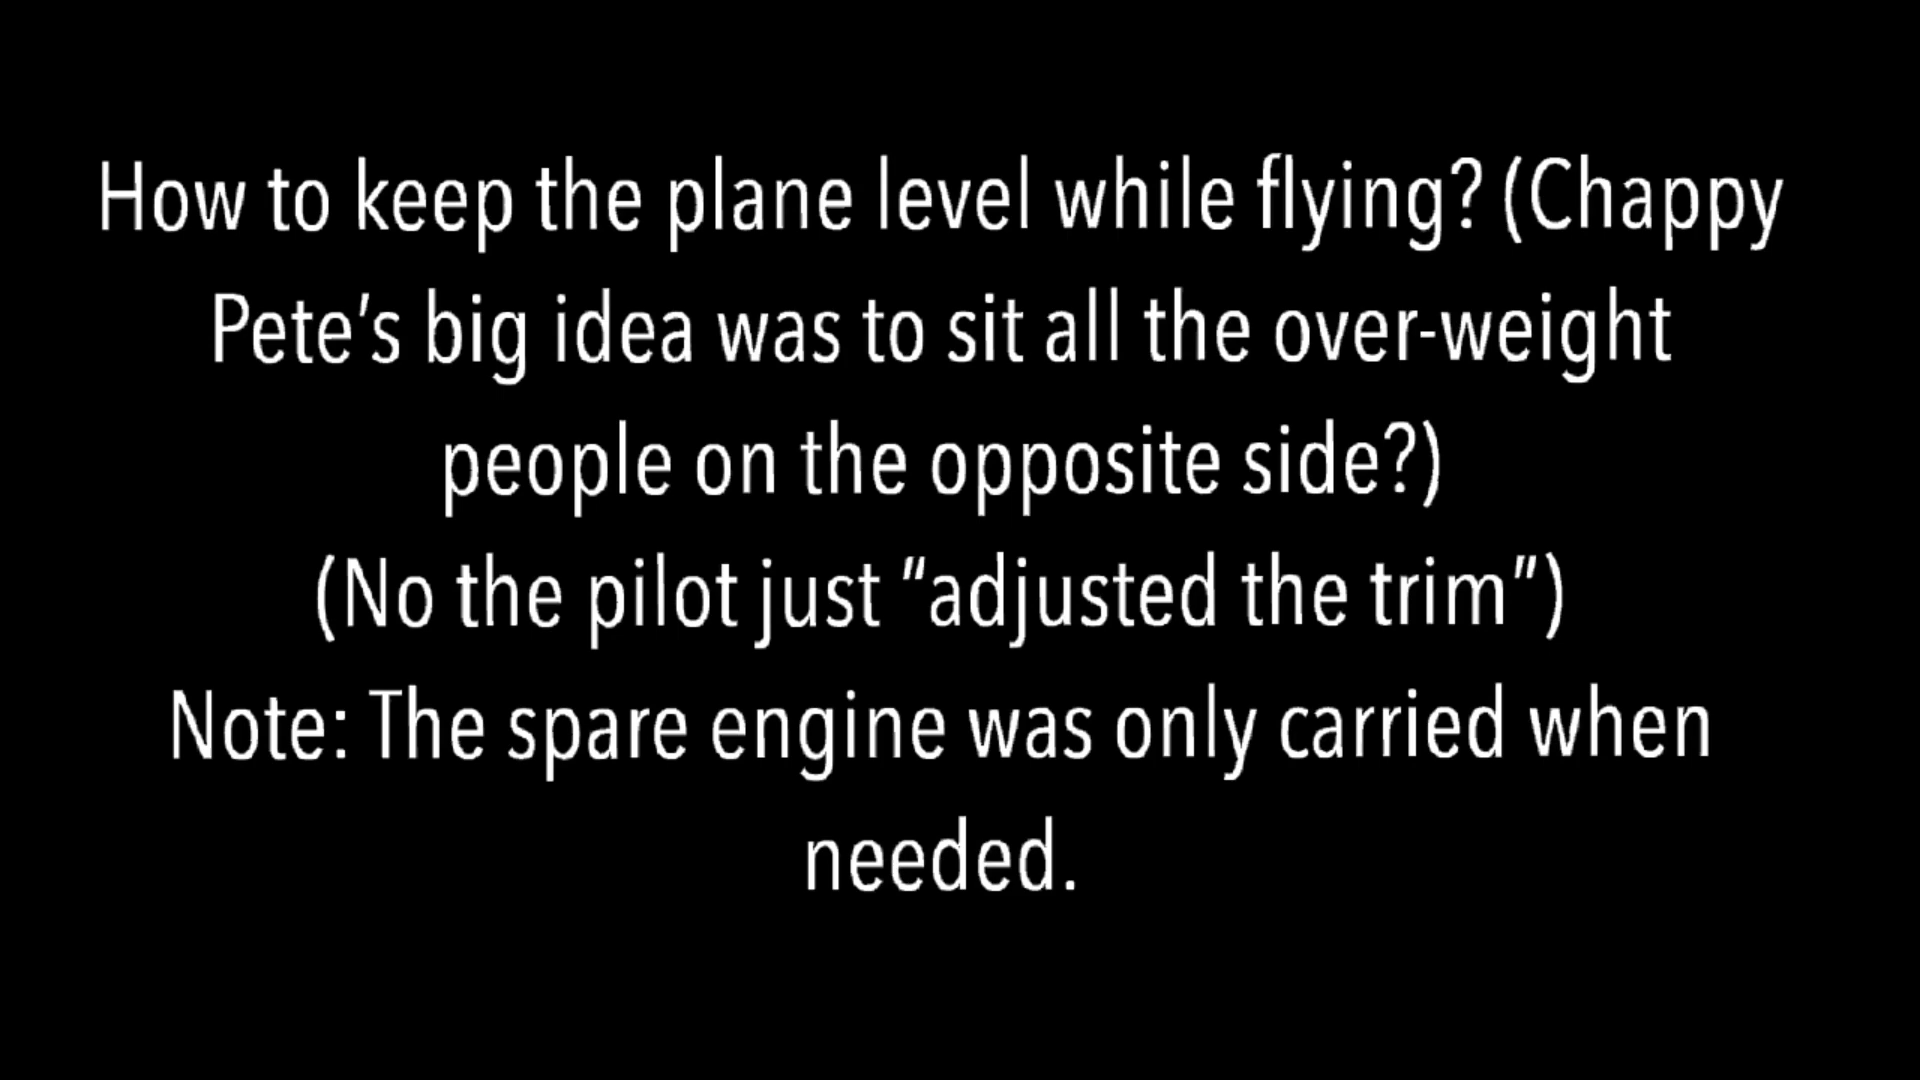 How to keep the plane level while flying? (Chappy
Pete’s big idea was to sit all the over-weight
people on the opposite side?)
(No the pilot just “adjusted the trim”)
Note: The spare engine was only carried when
needed.